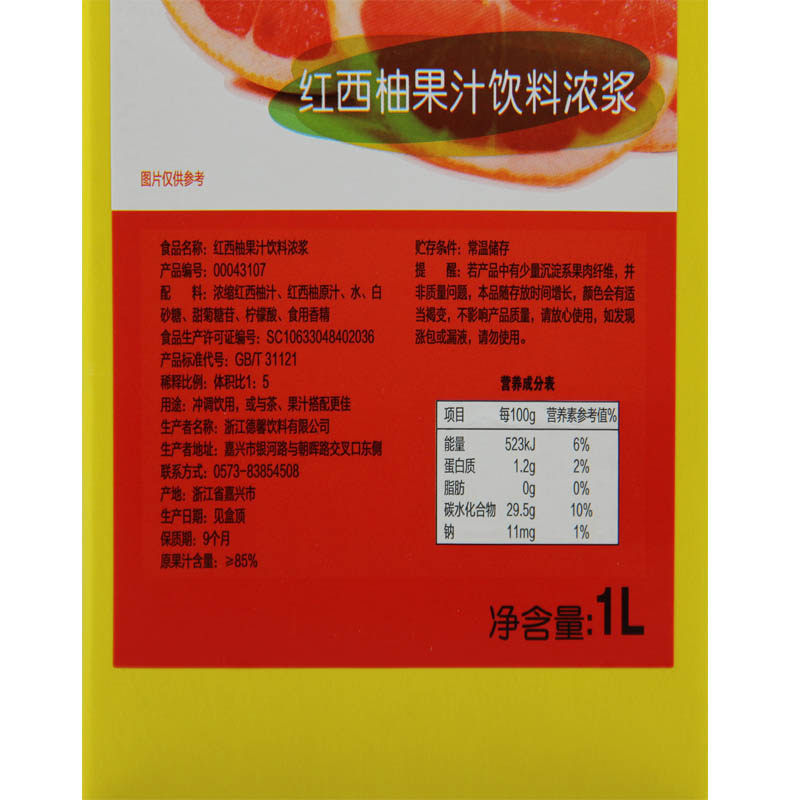 红西柚果汁饮料浓浆
图片仅供参考
食品名称：红西柚果汁饮料浓浆
产品编号：00043107
配　料：浓缩红西柚汁、红西柚原汁、水、白
砂糖、甜菊糖苷、柠檬酸、食用香精
食品生产许可证编号：SC10633048402036
产品标准代号：GB/T 31121
稀释比例：体积比1：5
用途：冲调饮用，或与茶、果汁搭配更佳
生产者名称：浙江德馨饮料有限公司
生产者地址：嘉兴市银河路与朝晖路交叉口东侧
联系方式：0573-83854508
产地：浙江省嘉兴市
生产日期：见盒顶
保质期：9个月
原果汁含量：≥85%
贮存条件：常温储存
提　醒：若产品中有少量沉淀系果肉纤维，并
非质量问题，本品随存放时间增长，颜色会有适
当褐变，不影响产品质量，请放心使用，如发现
涨包或漏液，请勿使用。
营养成分表
项目 每100g 营养素参考值%
能量 523kJ 6%
蛋白质 1.2g 2%
脂肪 0g 0%
碳水化合物 29.5g 10%
钠 11mg 1%
净含量:1L